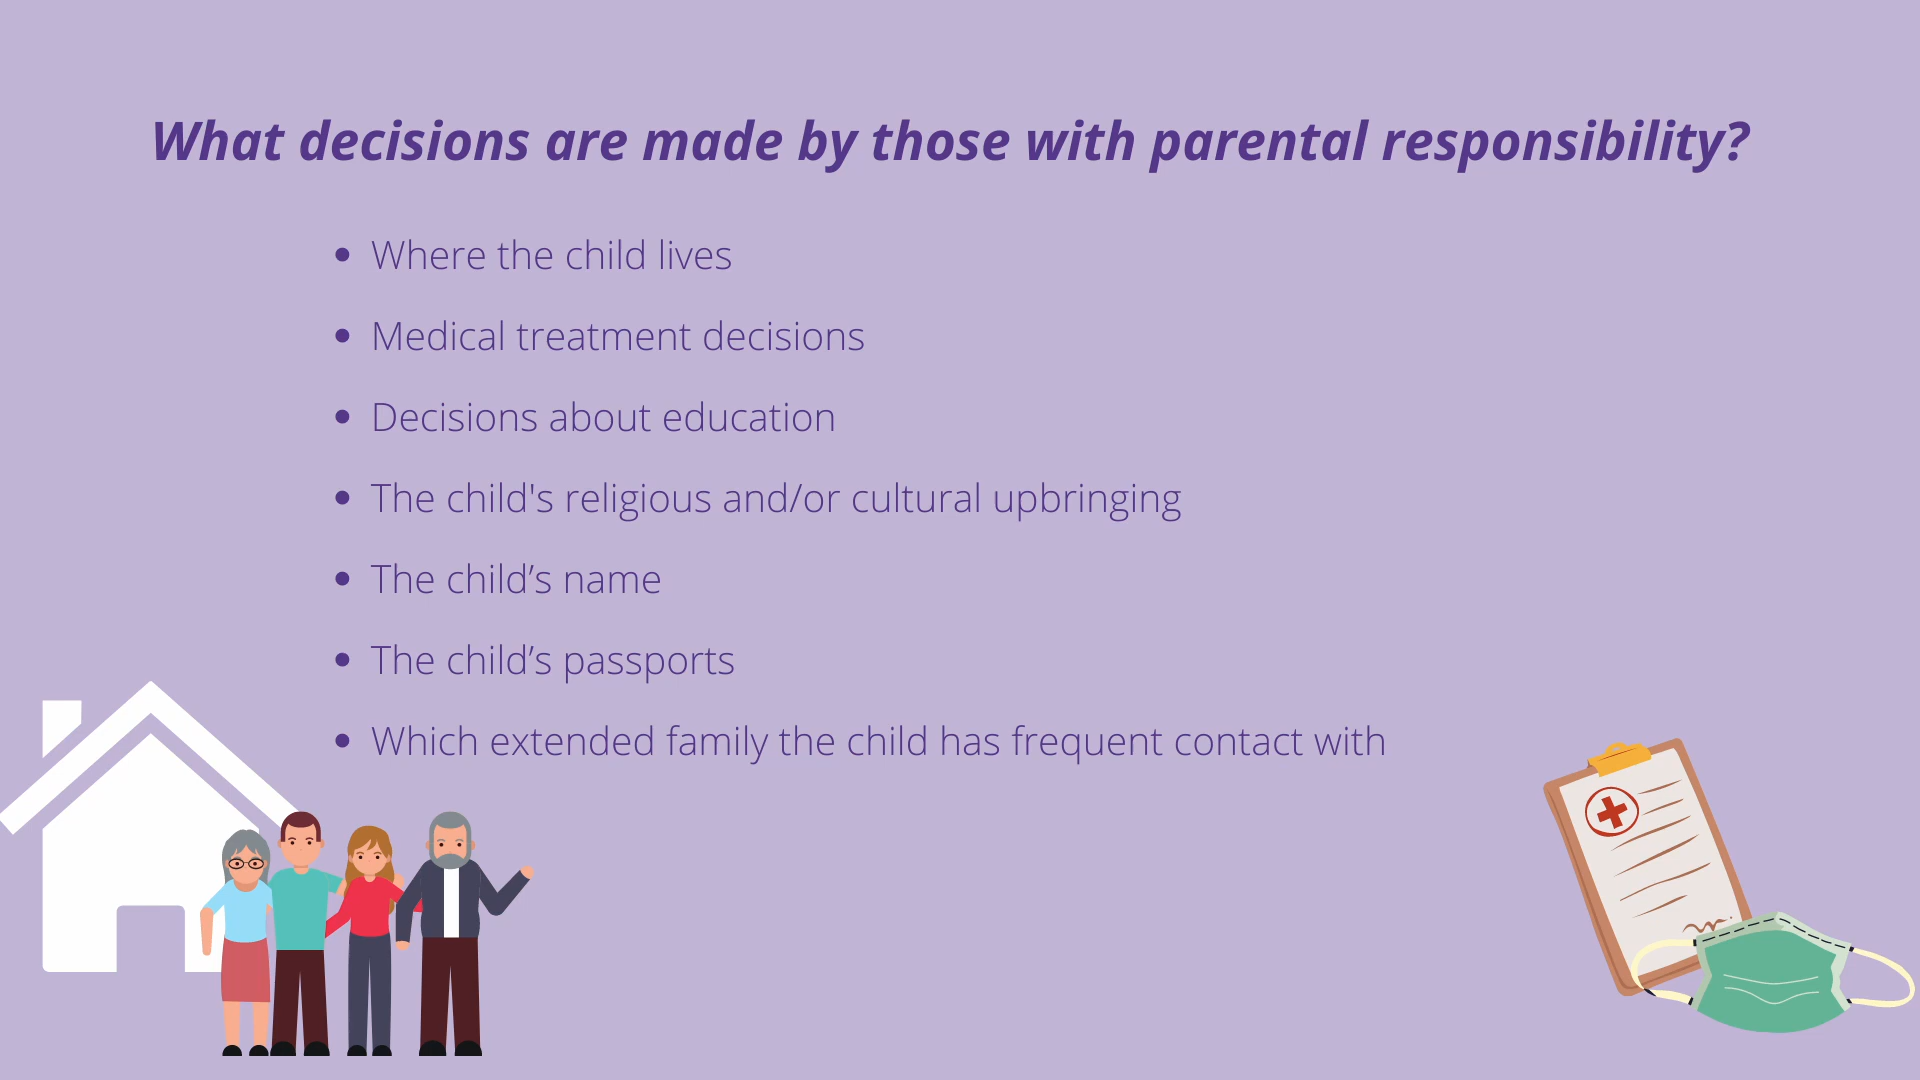 What decisions are made by those with parental responsibility?
• Where the child lives
• Medical treatment decisions
• Decisions about education
• The child's religious and/or cultural upbringing
• The child’s name
• The child’s passports
• Which extended family the child has frequent contact with